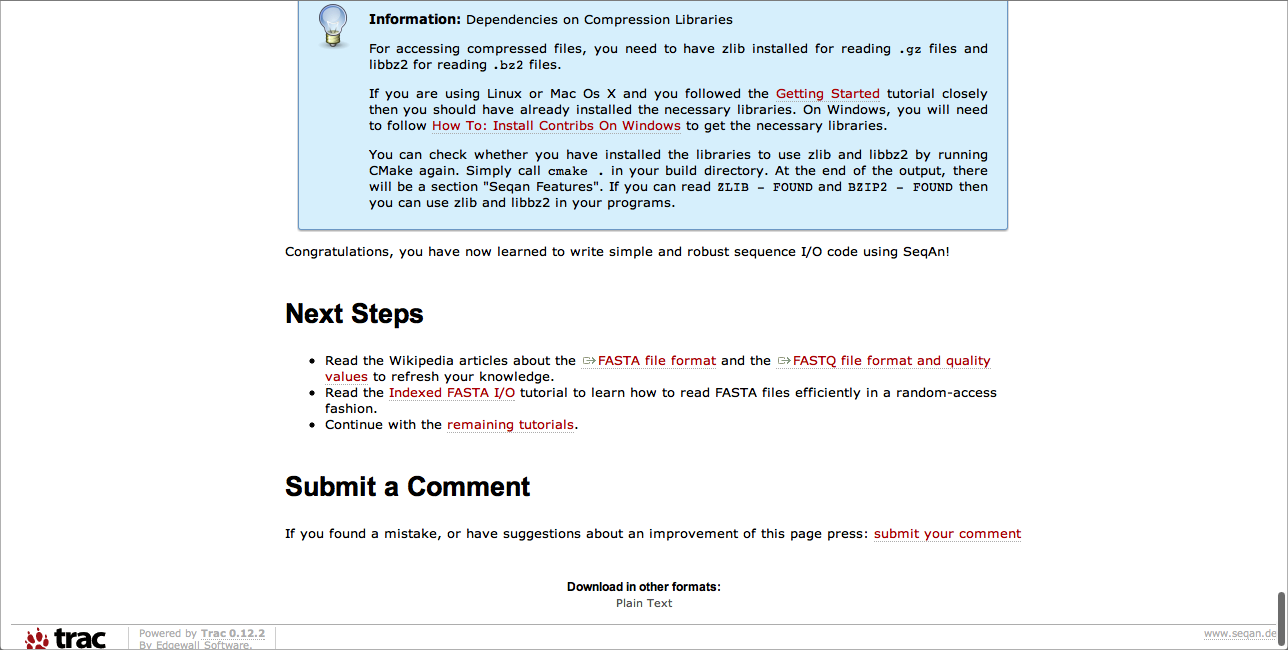 Information: Dependencies on Compression Libraries
For accessing compressed files, you need to have zlib installed for reading .gz files and
libbz2 for reading .bz2 files.
If you are using Linux or Mac Os X and you followed the Getting Started tutorial closely
then you should have already installed the necessary libraries. On Windows, you will need
to follow How To: Install Contribs On Windows to get the necessary libraries.
You can check whether you have installed the libraries to use zlib and libbz2 by running
CMake again. Simply call cmake . in your build directory. At the end of the output, there
will be a section "Seqan Features". If you can read ZLIB - FOUND and BZIP2 - FOUND then
you can use zlib and libbz2 in your programs.
Congratulations, you have now learned to write simple and robust sequence I/O code using SeqAn!
Next Steps
• Read the Wikipedia articles about the FASTA file format and the FASTQ file format and quality
values to refresh your knowledge.
• Read the Indexed FASTA I/O tutorial to learn how to read FASTA files efficiently in a random-access
fashion.
• Continue with the remaining tutorials.
Submit a Comment
If you found a mistake, or have suggestions about an improvement of this page press: submit your comment
Download in other formats:
Plain Text
trac
Powered by Trac 0.12.2
By Edgewall Software.
www.seqan.de